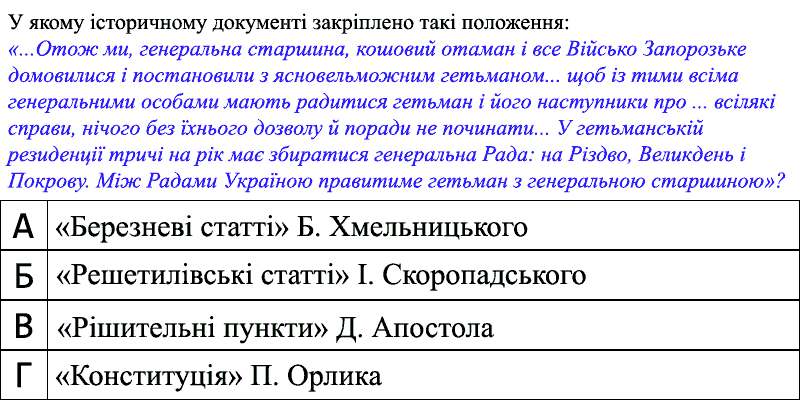 У якому історичному документі закріплено такі положення:
«...Отож ми, генеральна старшина, кошовий отаман і все Військо Запорозьке
домовилися і постановили з ясновельможним гетьманом... щоб із тими всіма
генеральними особами мають радитися гетьман і його наступники про ... всілякі
справи, нічого без їхнього дозволу й поради не починати... У гетьманській
резиденції тричі на рік має збиратися генеральна Рада: на Різдво, Великдень і
Покрову. Між Радами Україною правитиме гетьман з генеральною старшиною»?
А «Березневі статті» Б. Хмельницького
Б «Решетилівські статті» І. Скоропадського
В «Рішительні пункти» Д. Апостола
Г «Конституція» П. Орлика